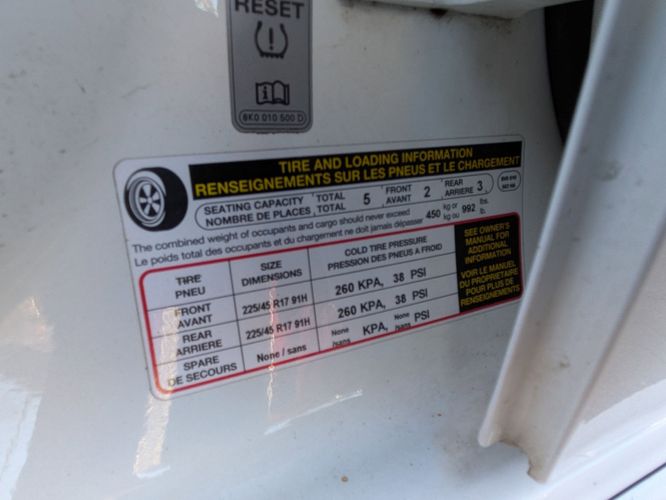 RESET
8K0 010 500 D
TIRE AND LOADING INFORMATION
RENSEIGNEMENTS SUR LES PNEUS ET LE CHARGEMENT
SEATING CAPACITY TOTAL 5 FRONT 2 REAR 3
NOMBRE DE PLACES TOTAL AVANT ARRIERE
The combined weight of occupants and cargo should never exceed 450 kg or 992 lbs.
Le poids total des occupants et du chargement ne doit jamais dépasser kg ou lb.
TIRE SIZE COLD TIRE PRESSURE
PNEU DIMENSIONS PRESSION DES PNEUS A FROID
FRONT 225/45 R17 91H 260 KPA, 38 PSI
AVANT
REAR 225/45 R17 91H 260 KPA, 38 PSI
ARRIERE
SPARE None / sans None /sans KPA, None /sans PSI
DE SECOURS
SEE OWNER'S
MANUAL FOR
ADDITIONAL
INFORMATION
VOIR LE MANUEL
DU PROPRIETAIRE
POUR PLUS DE
RENSEIGNEMENTS